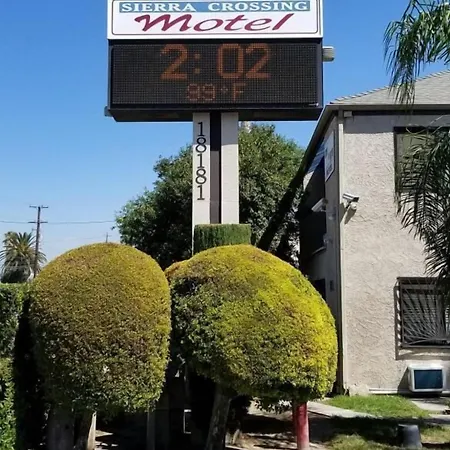 SIERRA CROSSING
Motel
2:02
99°F
18181